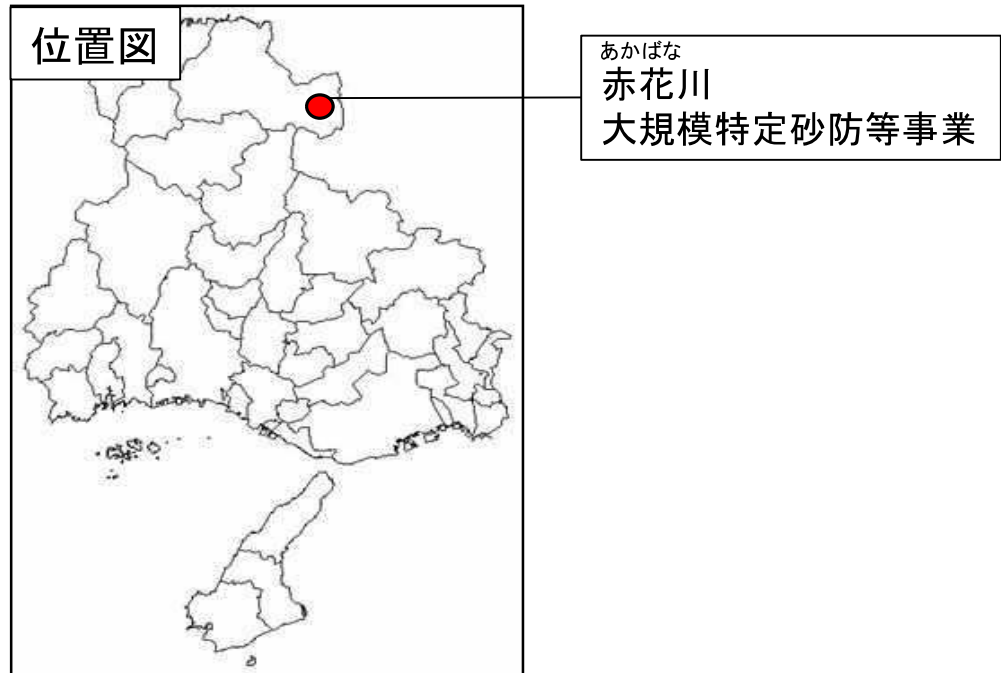 位置図
あかばな
赤花川
大規模特定砂防等事業